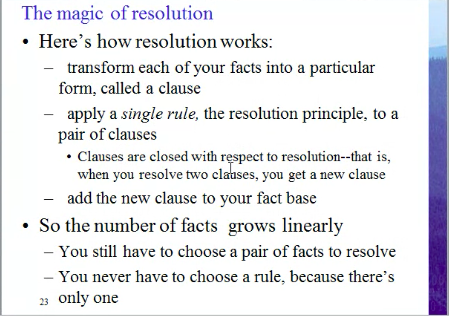 The magic of resolution
• Here's how resolution works:
– transform each of your facts into a particular
form, called a clause
– apply a single rule, the resolution principle, to a
pair of clauses
• Clauses are closed with respect to resolution--that is,
when you resolve two clauses, you get a new clause
– add the new clause to your fact base
• So the number of facts grows linearly
– You still have to choose a pair of facts to resolve
– You never have to choose a rule, because there's
23 only one